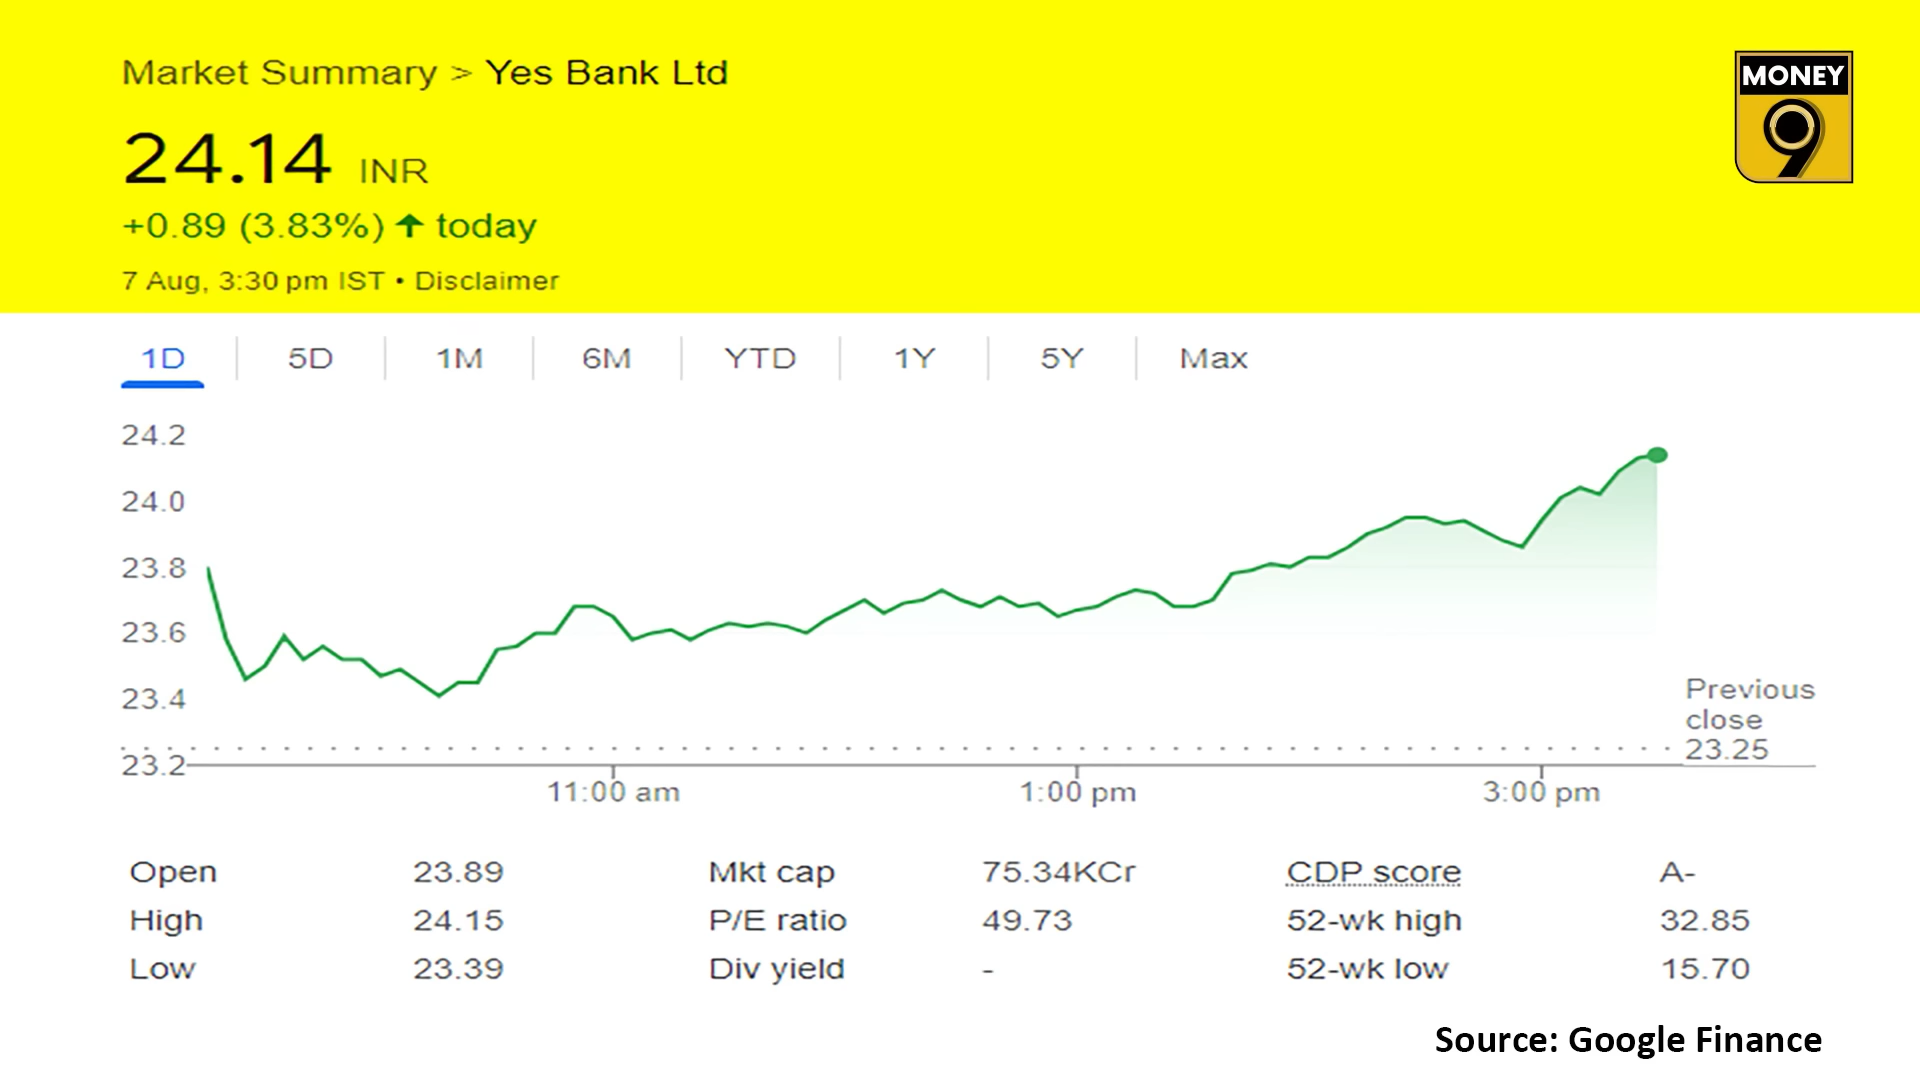 Market Summary > Yes Bank Ltd
MONEY
9
24.14 INR
+0.89 (3.83%) ↑ today
7 Aug, 3:30 pm IST • Disclaimer
1D 5D 1M 6M YTD 1Y 5Y Max
24.2
24.0
23.8
23.6
23.4
23.2
Previous
close
23.25
11:00 am 1:00 pm 3:00 pm
Open 23.89 Mkt cap 75.34KCr CDP score A-
High 24.15 P/E ratio 49.73 52-wk high 32.85
Low 23.39 Div yield - 52-wk low 15.70
Source: Google Finance